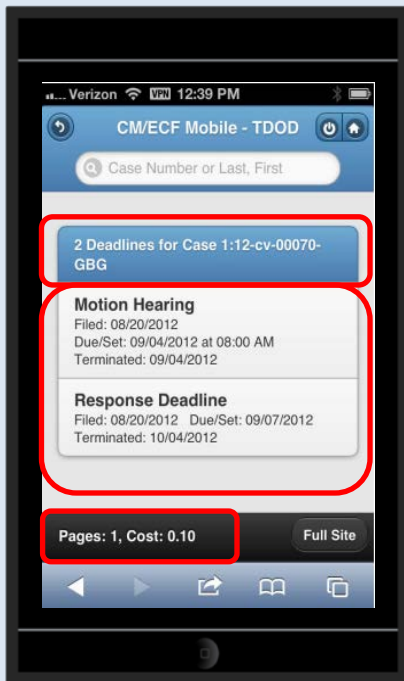 Verizon VPN 12:39 PM
CM/ECF Mobile - TDOD
Case Number or Last, First
2 Deadlines for Case 1:12-cv-00070-
GBG
Motion Hearing
Filed: 08/20/2012
Due/Set: 09/04/2012 at 08:00 AM
Terminated: 09/04/2012
Response Deadline
Filed: 08/20/2012 Due/Set: 09/07/2012
Terminated: 10/04/2012
Pages: 1, Cost: 0.10
Full Site